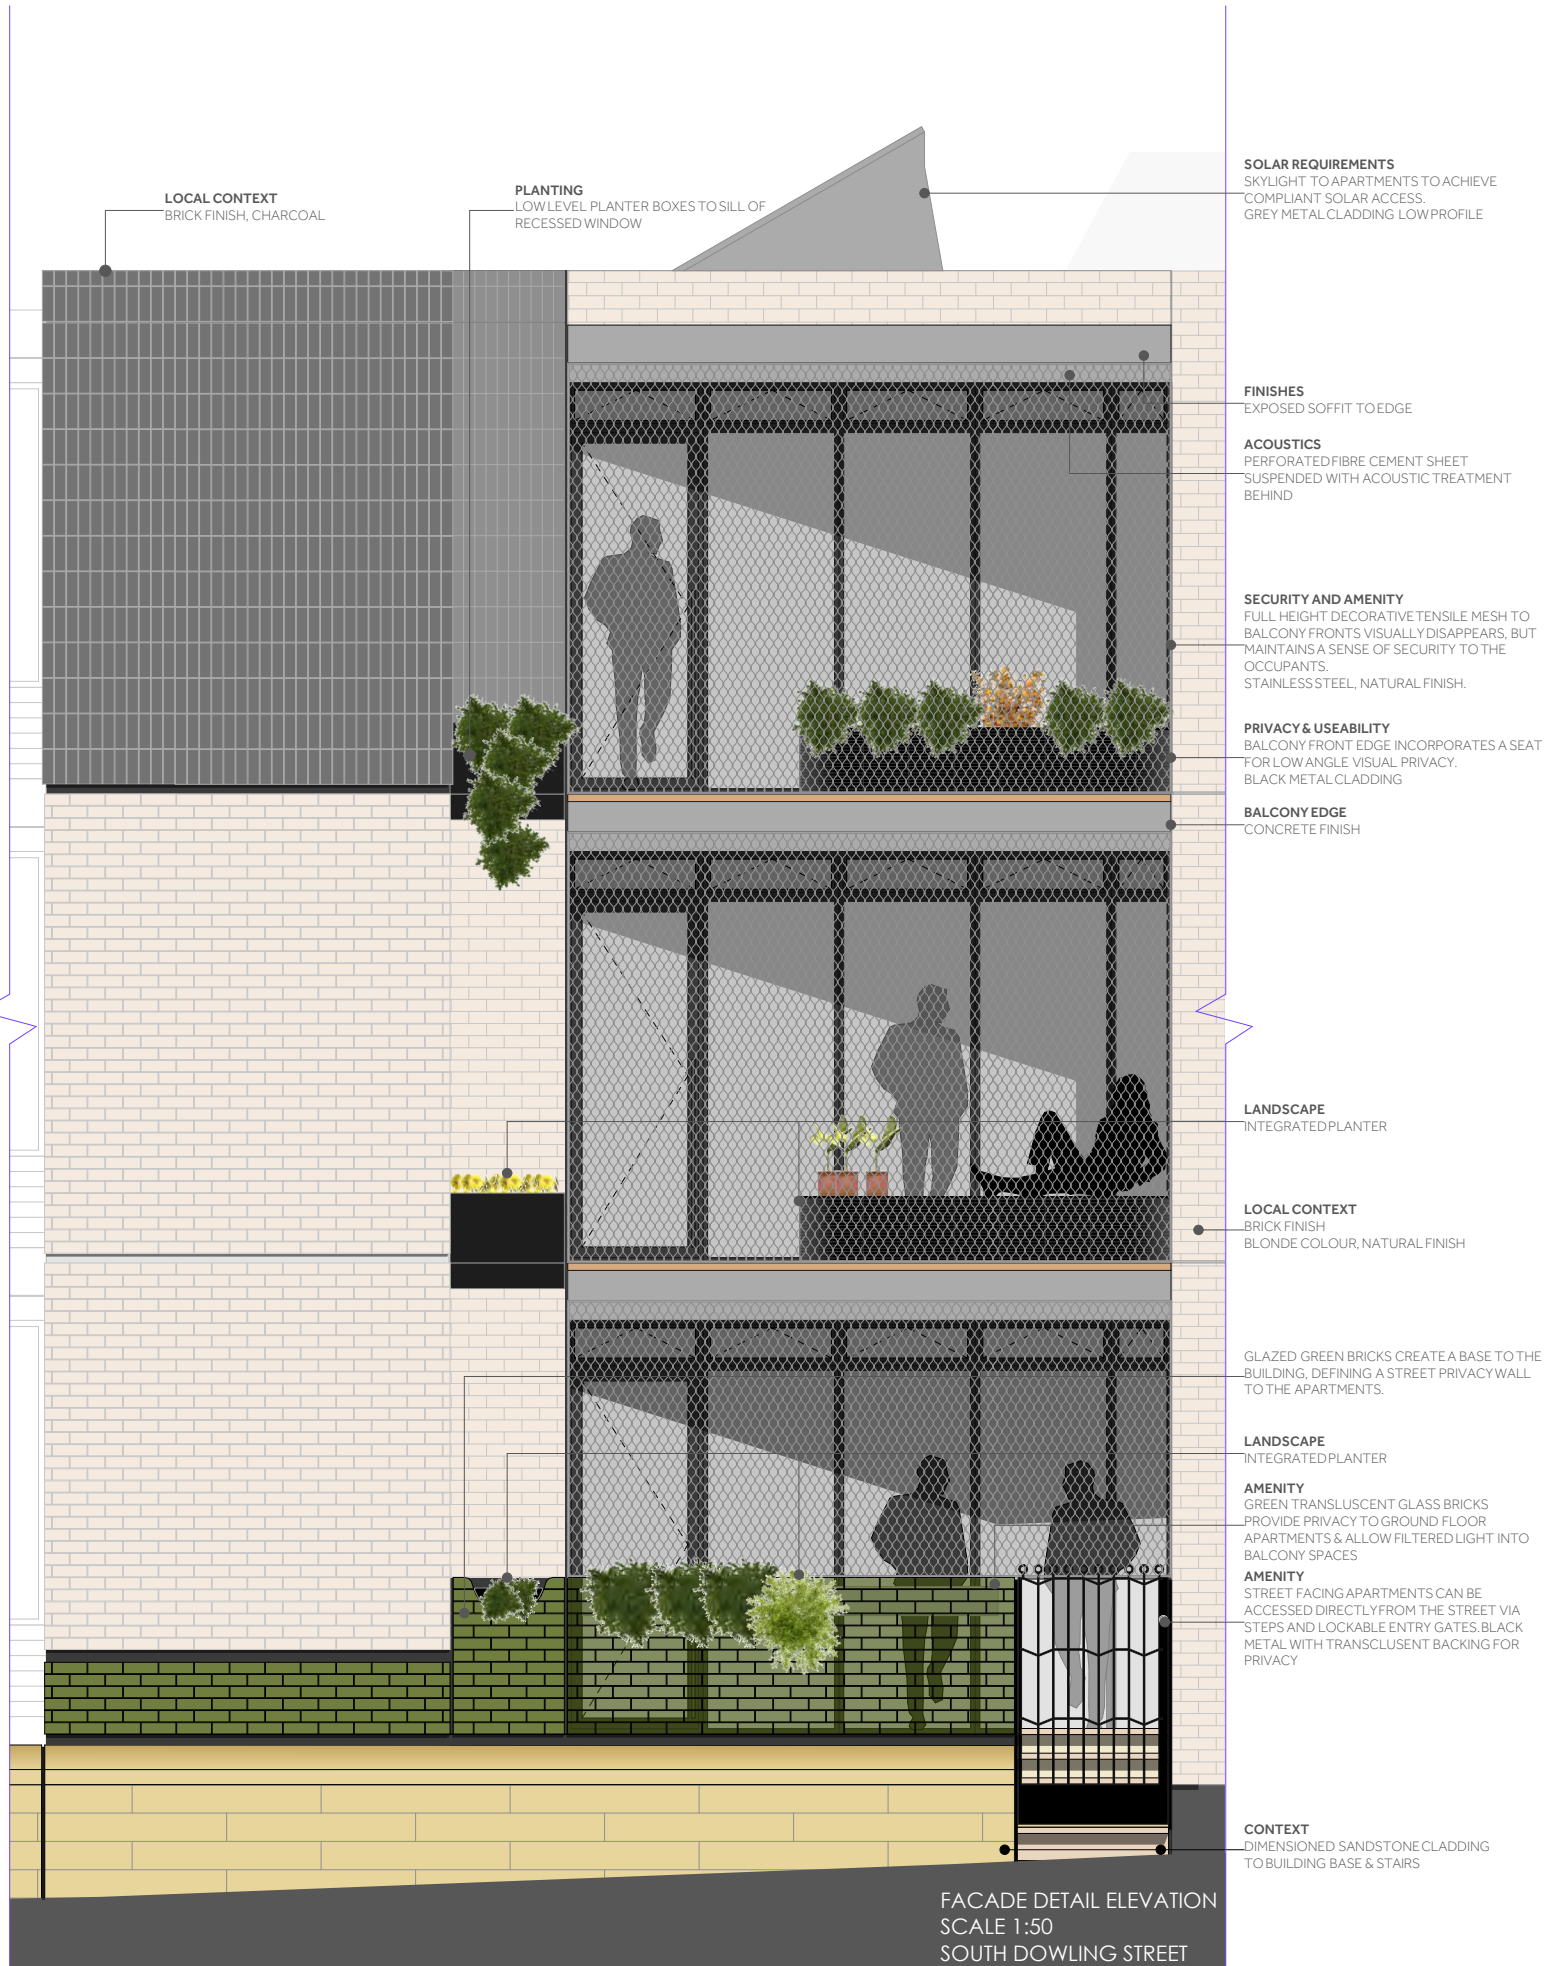 LOCAL CONTEXT
BRICK FINISH, CHARCOAL
PLANTING
LOW LEVEL PLANTER BOXES TO SILL OF
RECESSED WINDOW
SOLAR REQUIREMENTS
SKYLIGHT TO APARTMENTS TO ACHIEVE
COMPLIANT SOLAR ACCESS.
GREY METAL CLADDING LOW PROFILE
FINISHES
EXPOSED SOFFIT TO EDGE
ACOUSTICS
PERFORATED FIBRE CEMENT SHEET
SUSPENDED WITH ACOUSTIC TREATMENT
BEHIND
SECURITY AND AMENITY
FULL HEIGHT DECORATIVE TENSILE MESH TO
BALCONY FRONTS VISUALLY DISAPPEARS, BUT
MAINTAINS A SENSE OF SECURITY TO THE
OCCUPANTS.
STAINLESS STEEL, NATURAL FINISH.
PRIVACY & USEABILITY
BALCONY FRONT EDGE INCORPORATES A SEAT
FOR LOW ANGLE VISUAL PRIVACY.
BLACK METAL CLADDING
BALCONY EDGE
CONCRETE FINISH
LANDSCAPE
INTEGRATED PLANTER
LOCAL CONTEXT
BRICK FINISH
BLONDE COLOUR, NATURAL FINISH
GLAZED GREEN BRICKS CREATE A BASE TO THE
BUILDING, DEFINING A STREET PRIVACY WALL
TO THE APARTMENTS.
LANDSCAPE
INTEGRATED PLANTER
AMENITY
GREEN TRANSLUSCENT GLASS BRICKS
PROVIDE PRIVACY TO GROUND FLOOR
APARTMENTS & ALLOW FILTERED LIGHT INTO
BALCONY SPACES
AMENITY
STREET FACING APARTMENTS CAN BE
ACCESSED DIRECTLY FROM THE STREET VIA
STEPS AND LOCKABLE ENTRY GATES. BLACK
METAL WITH TRANSCLUSENT BACKING FOR
PRIVACY
CONTEXT
DIMENSIONED SANDSTONE CLADDING
TO BUILDING BASE & STAIRS
FACADE DETAIL ELEVATION
SCALE 1:50
SOUTH DOWLING STREET